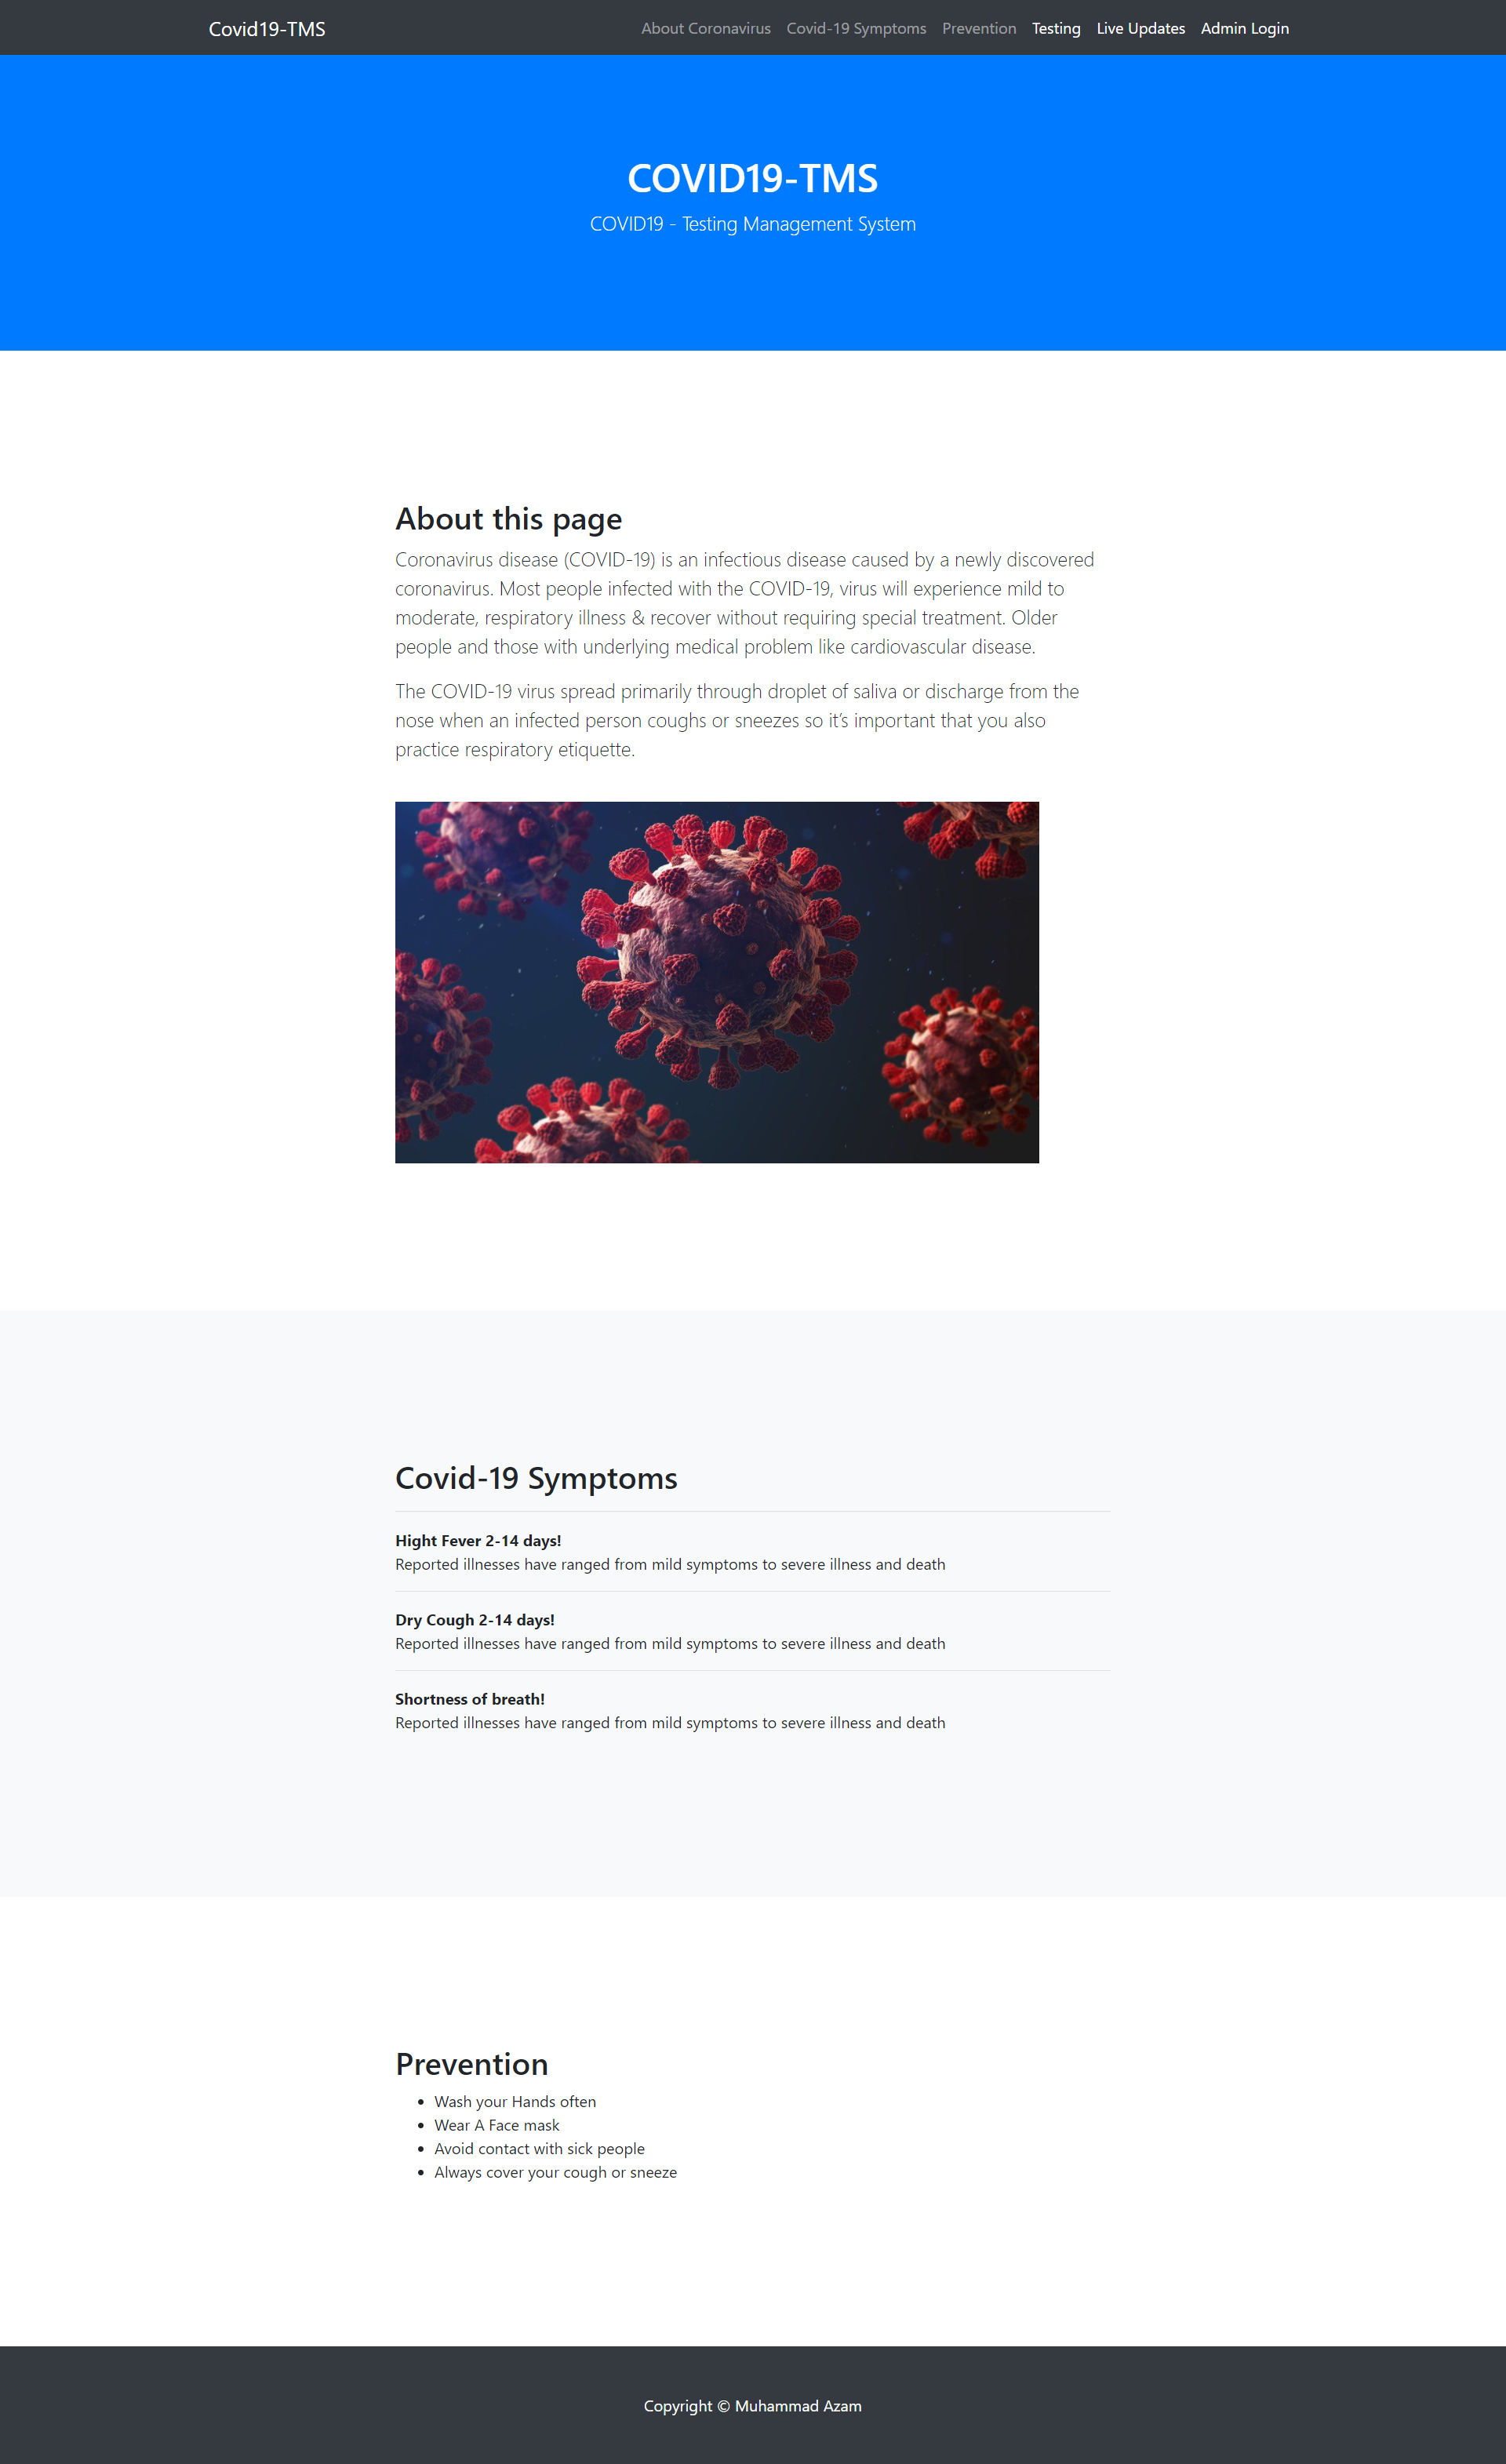 Covid19-TMS
About Coronavirus Covid-19 Symptoms Prevention Testing Live Updates Admin Login
COVID19-TMS
COVID19 - Testing Management System
About this page
Coronavirus disease (COVID-19) is an infectious disease caused by a newly discovered
coronavirus. Most people infected with the COVID-19, virus will experience mild to
moderate, respiratory illness & recover without requiring special treatment. Older
people and those with underlying medical problem like cardiovascular disease.
The COVID-19 virus spread primarily through droplet of saliva or discharge from the
nose when an infected person coughs or sneezes so it’s important that you also
practice respiratory etiquette.
Covid-19 Symptoms
Hight Fever 2-14 days!
Reported illnesses have ranged from mild symptoms to severe illness and death
Dry Cough 2-14 days!
Reported illnesses have ranged from mild symptoms to severe illness and death
Shortness of breath!
Reported illnesses have ranged from mild symptoms to severe illness and death
Prevention
• Wash your Hands often
• Wear A Face mask
• Avoid contact with sick people
• Always cover your cough or sneeze
Copyright © Muhammad Azam